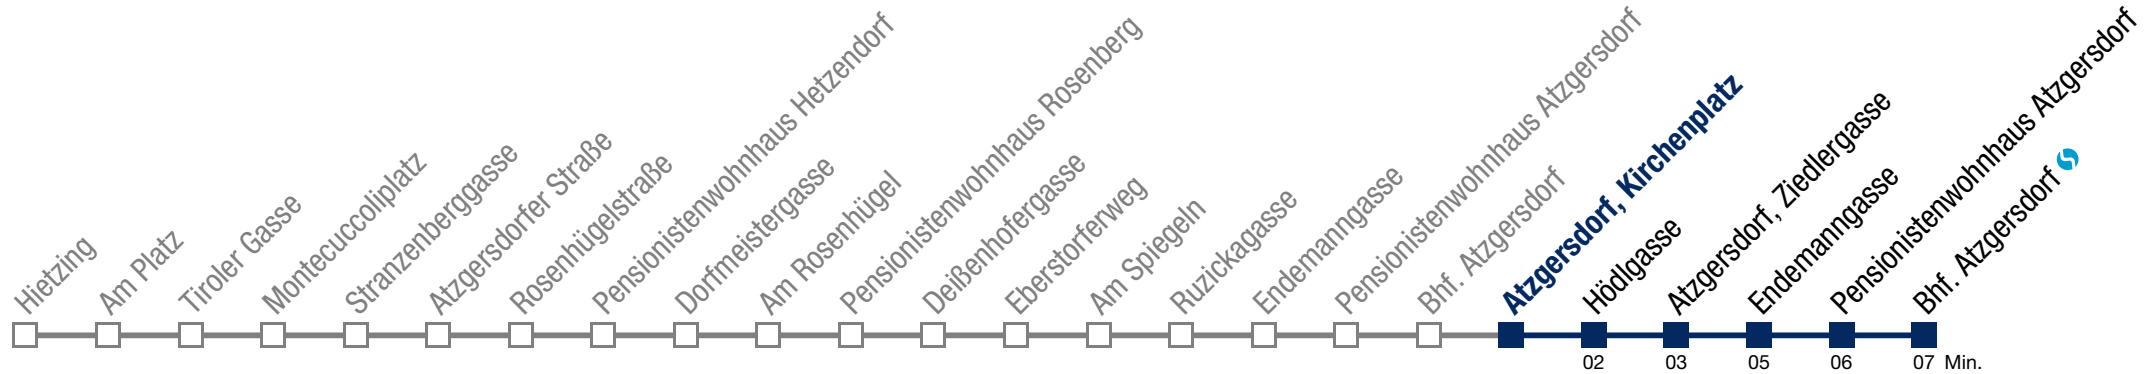 Hietzing
Am Platz
Tiroler Gasse
Montecuccoliplatz
Stranzenberggasse
Atzgersdorfer Straße
Rosenhügelstraße
Pensionistenwohnhaus Hetzendorf
Dorfmeistergasse
Am Rosenhügel
Pensionistenwohnhaus Rosenberg
Deißenhofergasse
Eberstorferweg
Am Spiegeln
Ruzickagasse
Endemanngasse
Pensionistenwohnhaus Atzgersdorf
Bhf. Atzgersdorf
Atzgersdorf, Kirchenplatz
Hödlgasse
Atzgersdorf, Ziedlergasse
Endemanngasse
Pensionistenwohnhaus Atzgersdorf
Bhf. Atzgersdorf
02 03 05 06 07 Min.